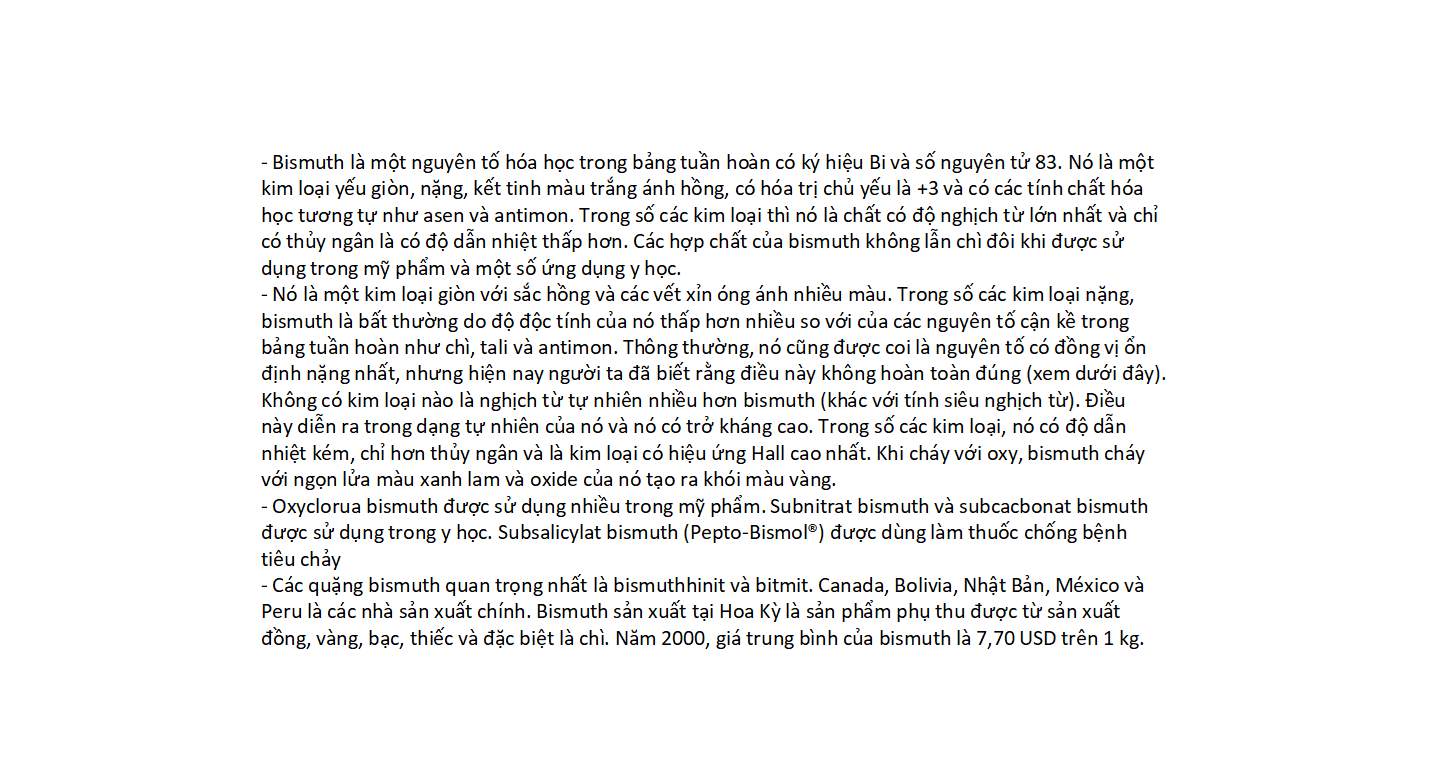 - Bismuth là một nguyên tố hóa học trong bảng tuần hoàn có ký hiệu Bi và số nguyên tử 83. Nó là một
kim loại yếu giòn, nặng, kết tinh màu trắng ánh hồng, có hóa trị chủ yếu là +3 và có các tính chất hóa
học tương tự như asen và antimon. Trong số các kim loại thì nó là chất có độ nghịch từ lớn nhất và chỉ
có thủy ngân là có độ dẫn nhiệt thấp hơn. Các hợp chất của bismuth không lẫn chì đôi khi được sử
dụng trong mỹ phẩm và một số ứng dụng y học.
- Nó là một kim loại giòn với sắc hồng và các vết xỉn óng ánh nhiều màu. Trong số các kim loại nặng,
bismuth là bất thường do độ độc tính của nó thấp hơn nhiều so với của các nguyên tố cận kề trong
bảng tuần hoàn như chì, tali và antimon. Thông thường, nó cũng được coi là nguyên tố có đồng vị ổn
định nặng nhất, nhưng hiện nay người ta đã biết rằng điều này không hoàn toàn đúng (xem dưới đây).
Không có kim loại nào là nghịch từ tự nhiên nhiều hơn bismuth (khác với tính siêu nghịch từ). Điều
này diễn ra trong dạng tự nhiên của nó và nó có trở kháng cao. Trong số các kim loại, nó có độ dẫn
nhiệt kém, chỉ hơn thủy ngân và là kim loại có hiệu ứng Hall cao nhất. Khi cháy với oxy, bismuth cháy
với ngọn lửa màu xanh lam và oxide của nó tạo ra khói màu vàng.
- Oxyclorua bismuth được sử dụng nhiều trong mỹ phẩm. Subnitrat bismuth và subcacbonat bismuth
được sử dụng trong y học. Subsalicylat bismuth (Pepto-Bismol®) được dùng làm thuốc chống bệnh
tiêu chảy
- Các quặng bismuth quan trọng nhất là bismuthhinit và bitmit. Canada, Bolivia, Nhật Bản, México và
Peru là các nhà sản xuất chính. Bismuth sản xuất tại Hoa Kỳ là sản phẩm phụ thu được từ sản xuất
đồng, vàng, bạc, thiếc và đặc biệt là chì. Năm 2000, giá trung bình của bismuth là 7,70 USD trên 1 kg.